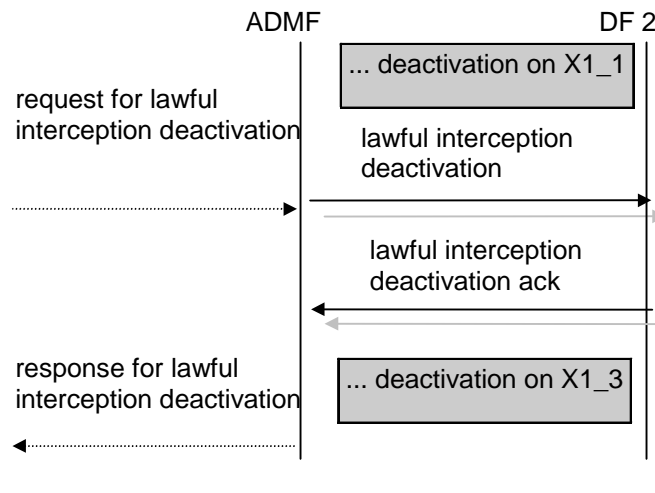 ADMF
DF 2
... deactivation on X1_1
request for lawful
interception deactivation
lawful interception
deactivation
lawful interception
deactivation ack
response for lawful
interception deactivation
... deactivation on X1_3